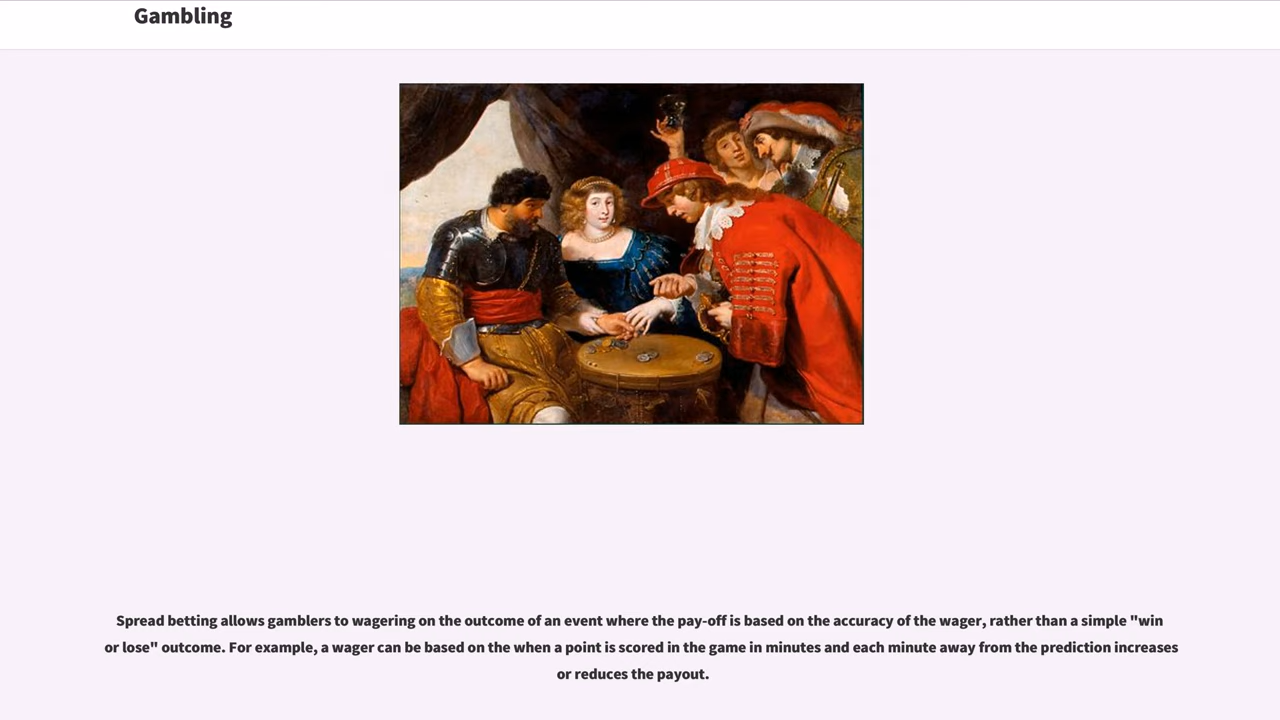 Gambling
Spread betting allows gamblers to wagering on the outcome of an event where the pay-off is based on the accuracy of the wager, rather than a simple "win
or lose" outcome. For example, a wager can be based on the when a point is scored in the game in minutes and each minute away from the prediction increases
or reduces the payout.